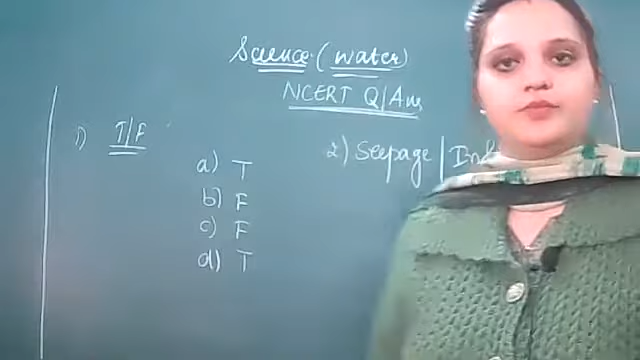 Science (water)
NCERT Q/Ans
1) T/F
a) T
b) F
c) F
d) T
2) Seepage /